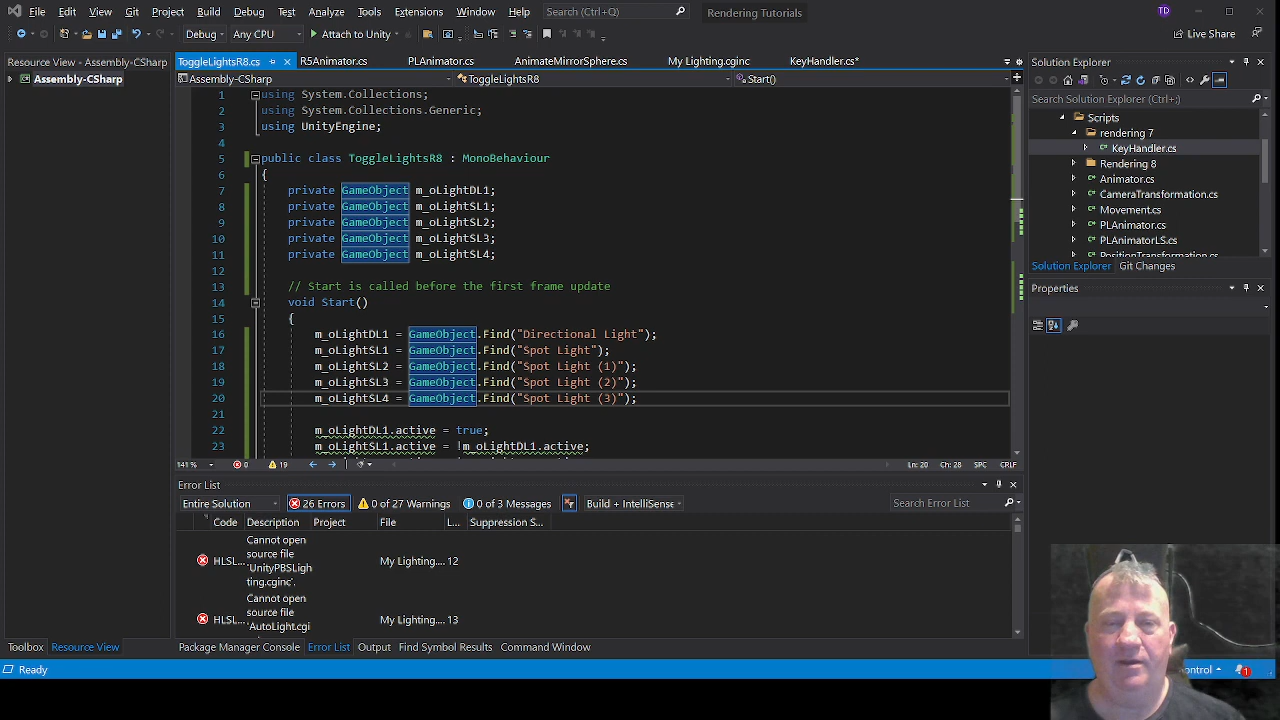 File Edit View Git Project Build Debug Test Analyze Tools Extensions Window Help Search (Ctrl+Q) Rendering Tutorials TD
Debug Any CPU Attach to Unity Live Share
Resource View - Assembly-CSharp
Assembly-CSharp
ToggleLightsR8.cs R5Animator.cs PLAnimator.cs AnimateMirrorSphere.cs My Lighting.cginc KeyHandler.cs*
Assembly-CSharp ToggleLightsR8 Start()
1 using System.Collections;
2 using System.Collections.Generic;
3 using UnityEngine;
4
5 public class ToggleLightsR8 : MonoBehaviour
6 {
7 private GameObject m_oLightDL1;
8 private GameObject m_oLightSL1;
9 private GameObject m_oLightSL2;
10 private GameObject m_oLightSL3;
11 private GameObject m_oLightSL4;
12
13 // Start is called before the first frame update
14 void Start()
15 {
16 m_oLightDL1 = GameObject.Find("Directional Light");
17 m_oLightSL1 = GameObject.Find("Spot Light");
18 m_oLightSL2 = GameObject.Find("Spot Light (1)");
19 m_oLightSL3 = GameObject.Find("Spot Light (2)");
20 m_oLightSL4 = GameObject.Find("Spot Light (3)");
21
22 m_oLightDL1.active = true;
23 m_oLightSL1.active = !m_oLightDL1.active;
141 % 0 19 Ln: 20 Ch: 28 SPC CRLF
Solution Explorer
Search Solution Explorer (Ctrl+;)
Scripts
rendering 7
KeyHandler.cs
Rendering 8
Animator.cs
CameraTransformation.cs
Movement.cs
PLAnimator.cs
PLAnimatorLS.cs
PositionTransformation.cs
Solution Explorer Git Changes
Properties
Error List
Entire Solution 26 Errors 0 of 27 Warnings 0 of 3 Messages Build + IntelliSense Search Error List
Code Description Project File L... Suppression S...
HLSL... Cannot open
source file
'UnityPBSLigh
ting.cginc'. My Lighting.... 12
HLSL... Cannot open
source file
'AutoLight.cgi My Lighting.... 13
Toolbox Resource View Package Manager Console Error List Output Find Symbol Results Command Window
Ready ntrol 1